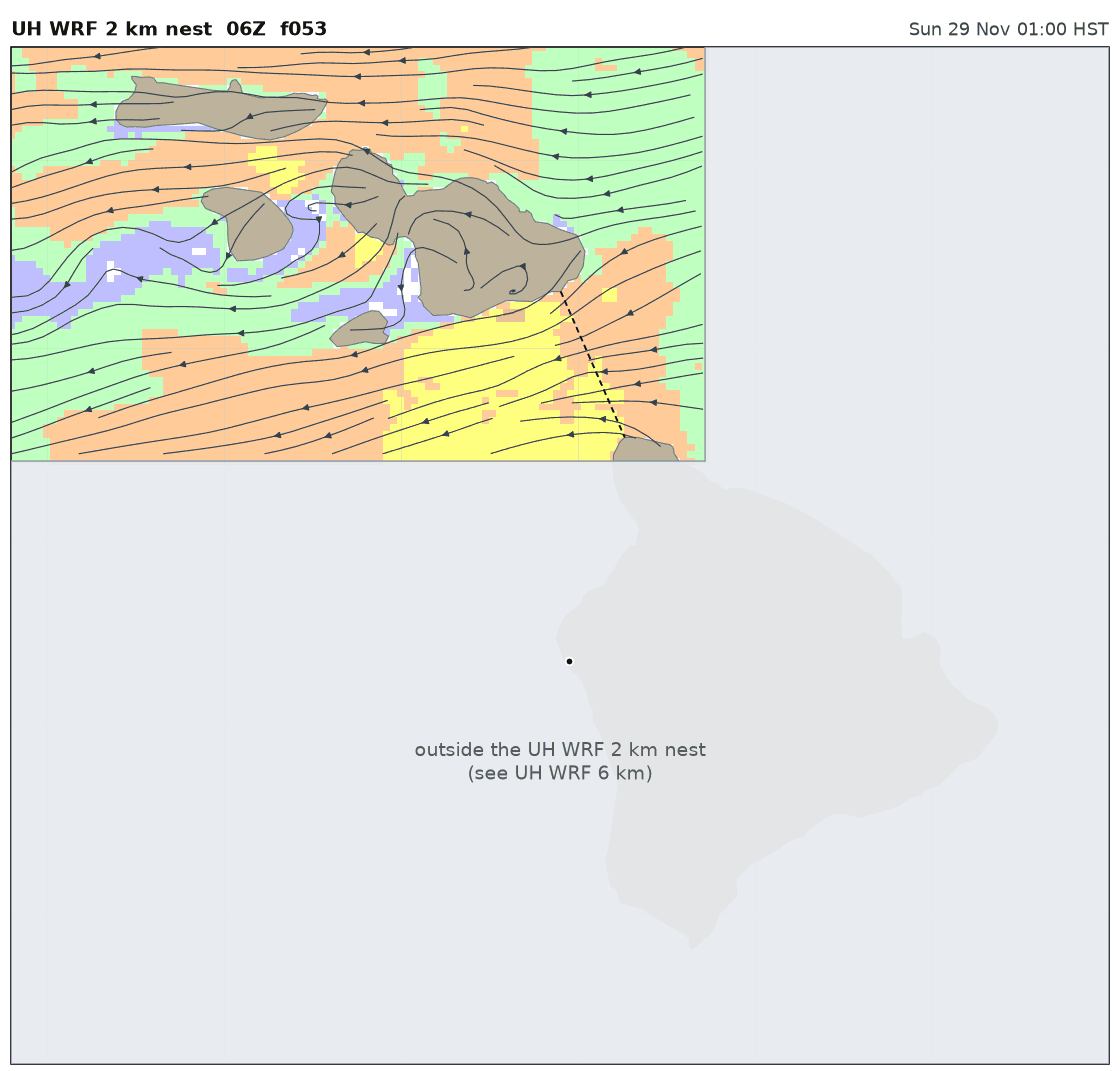 UH WRF 2 km nest  06Z  f053
Sun 29 Nov 01:00 HST
outside the UH WRF 2 km nest
(see UH WRF 6 km)